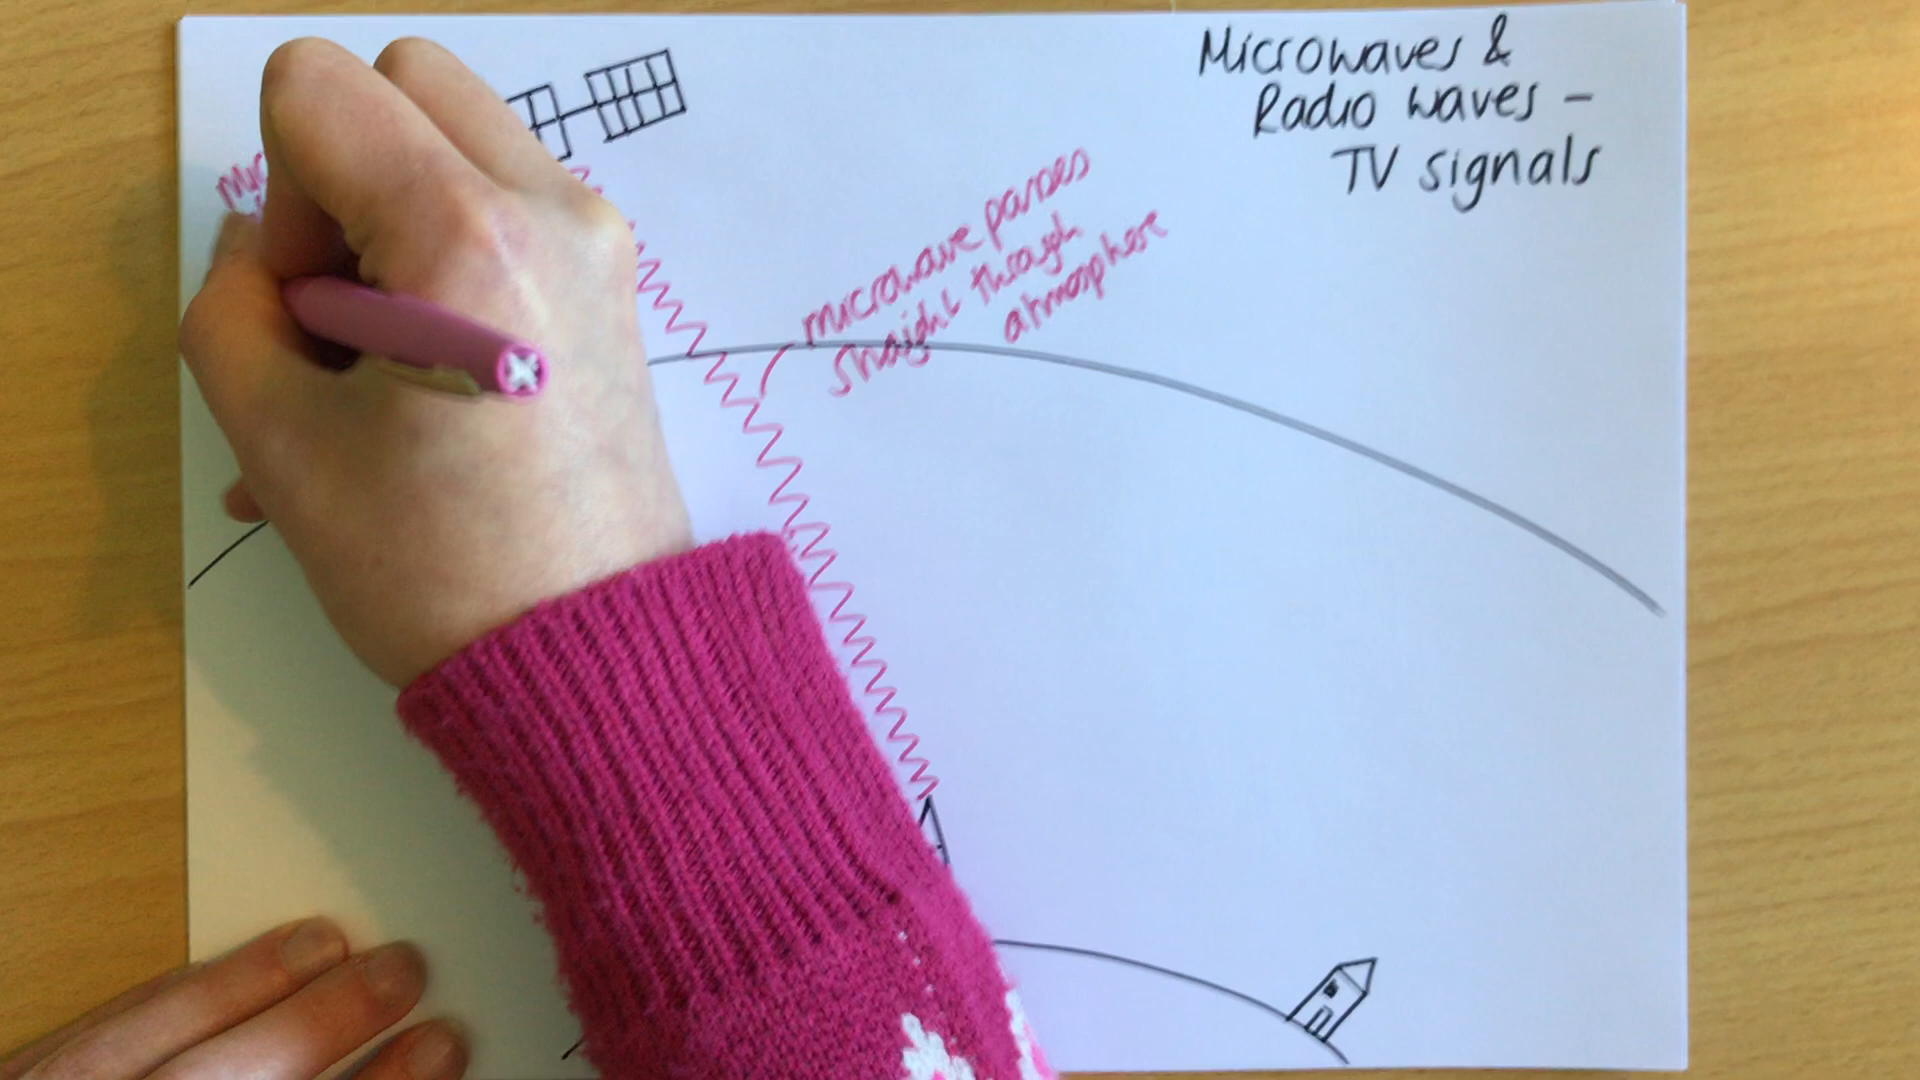 Microwaves &
Radio waves -
TV signals
microwave passes
straight through
atmosphere